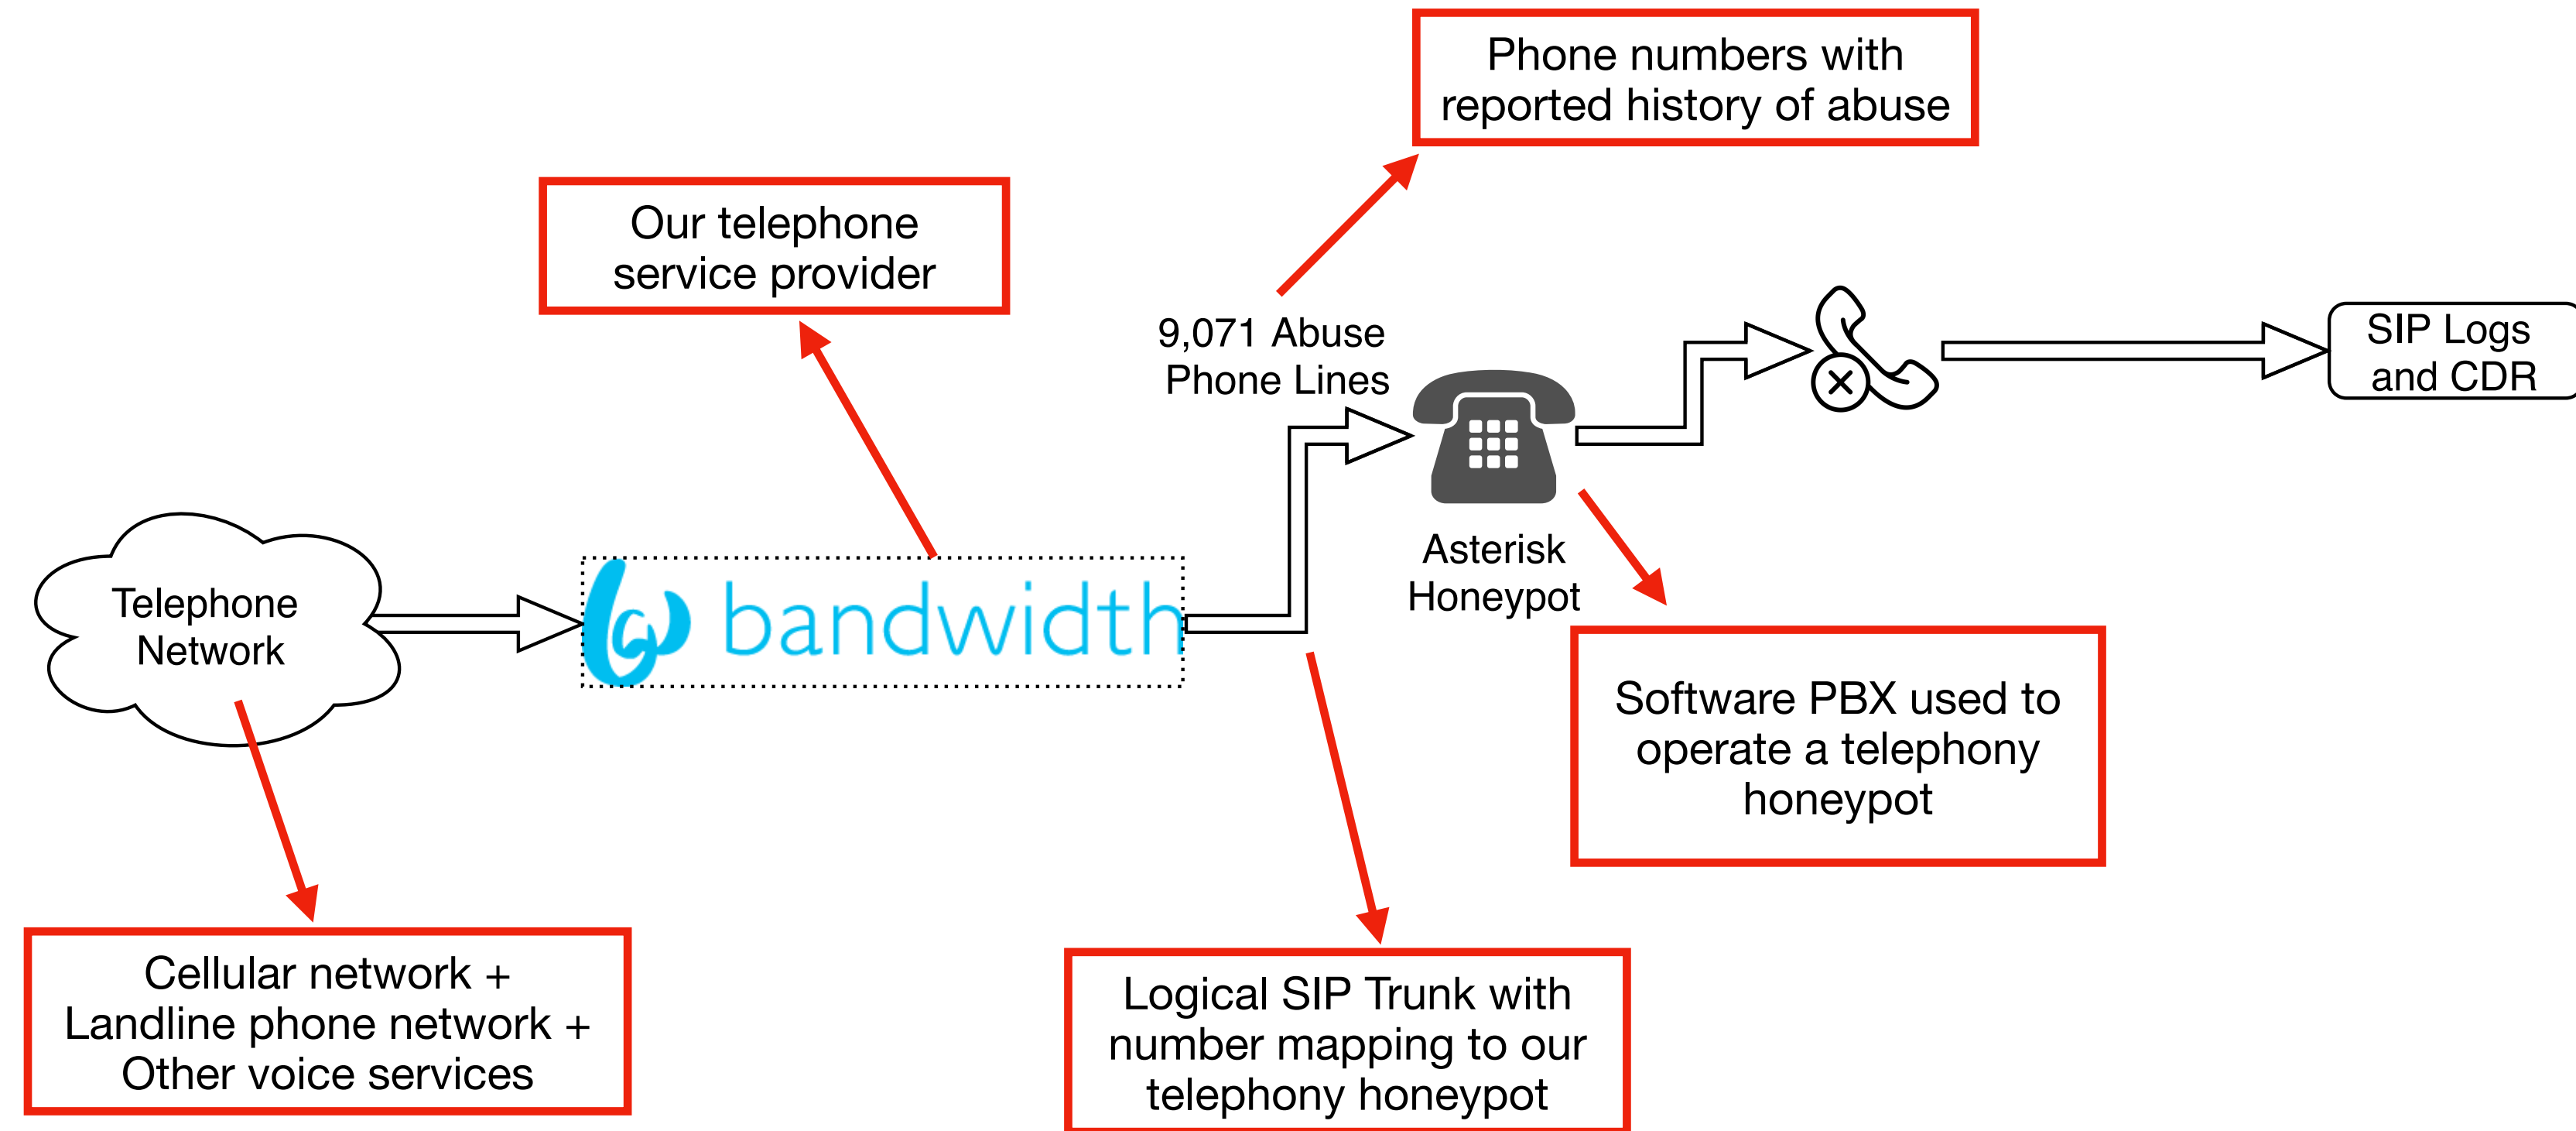 Phone numbers with
reported history of abuse
Our telephone
service provider
9,071 Abuse
Phone Lines
SIP Logs
and CDR
Telephone
Network
bandwidth
Asterisk
Honeypot
Software PBX used to
operate a telephony
honeypot
Cellular network +
Landline phone network +
Other voice services
Logical SIP Trunk with
number mapping to our
telephony honeypot